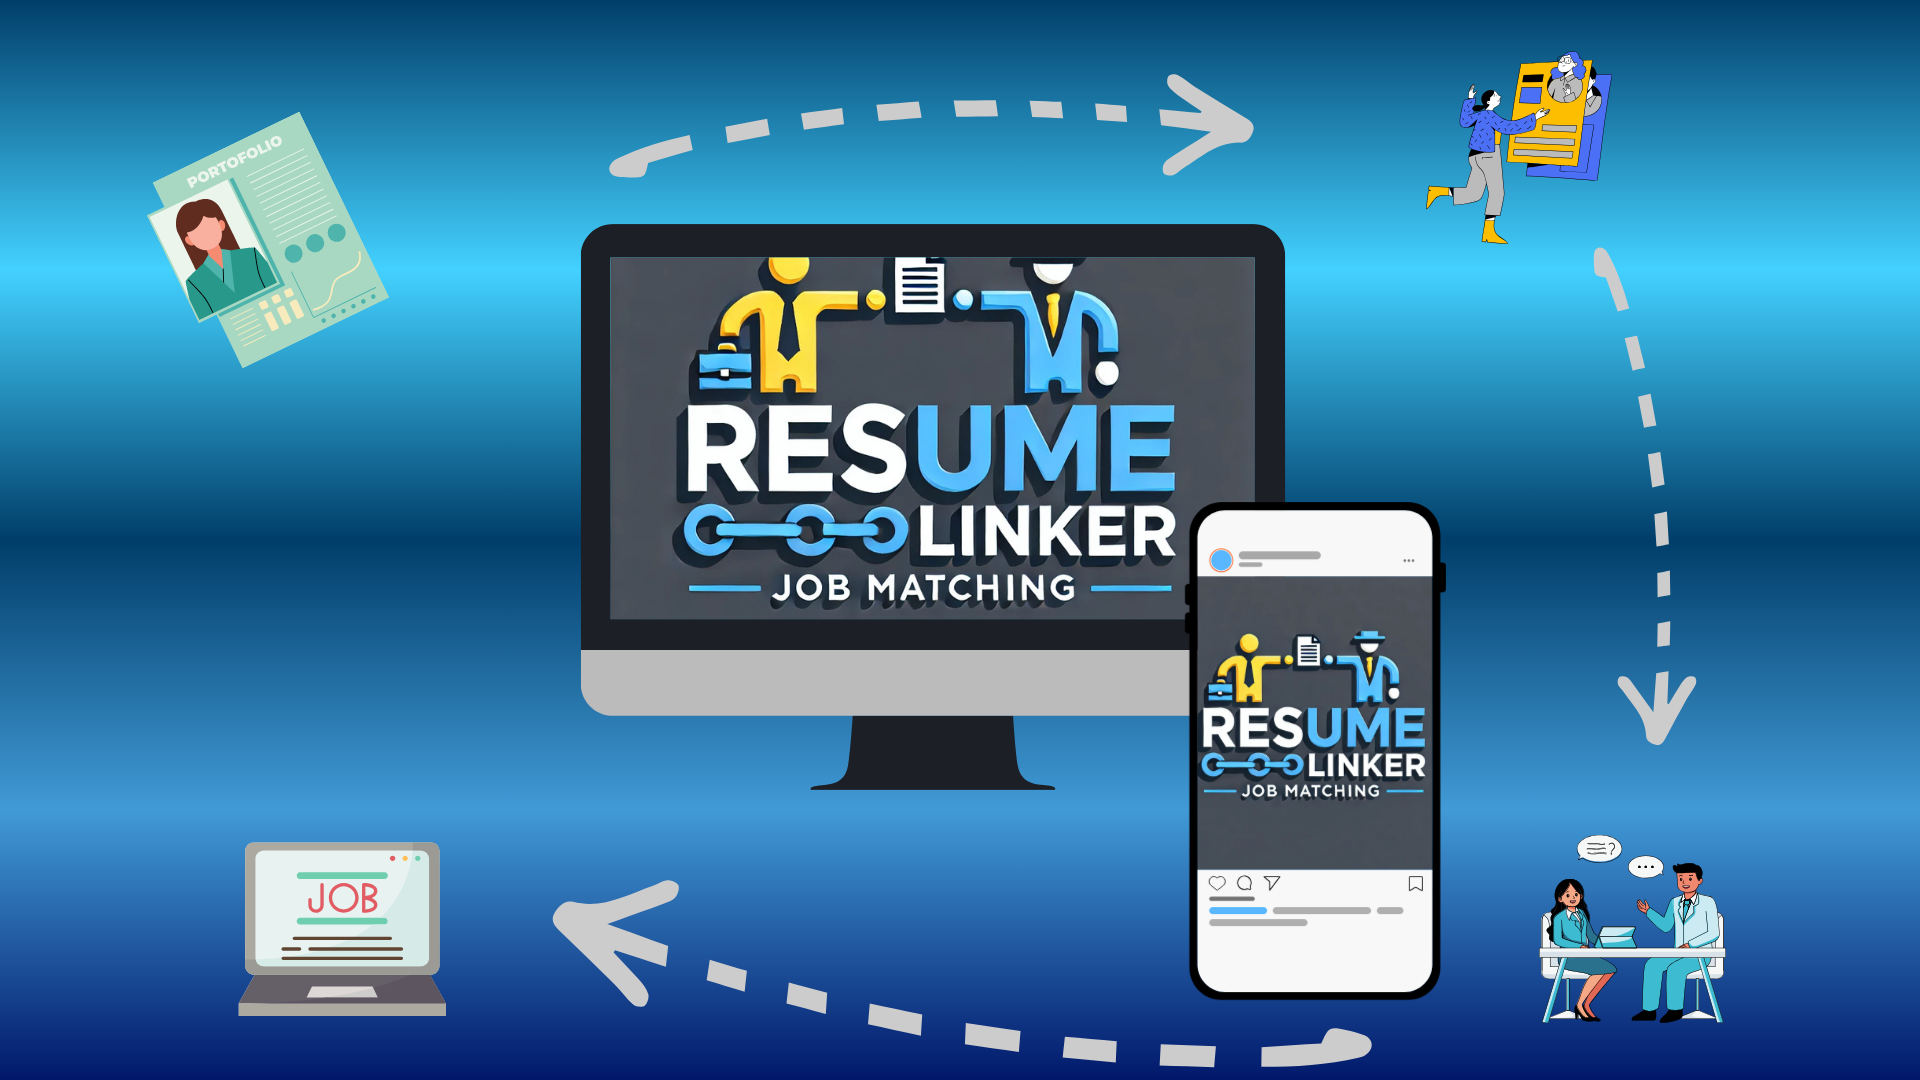 PORTOFOLIO
RESUME
LINKER
JOB MATCHING
RESUME
LINKER
JOB MATCHING
JOB
?